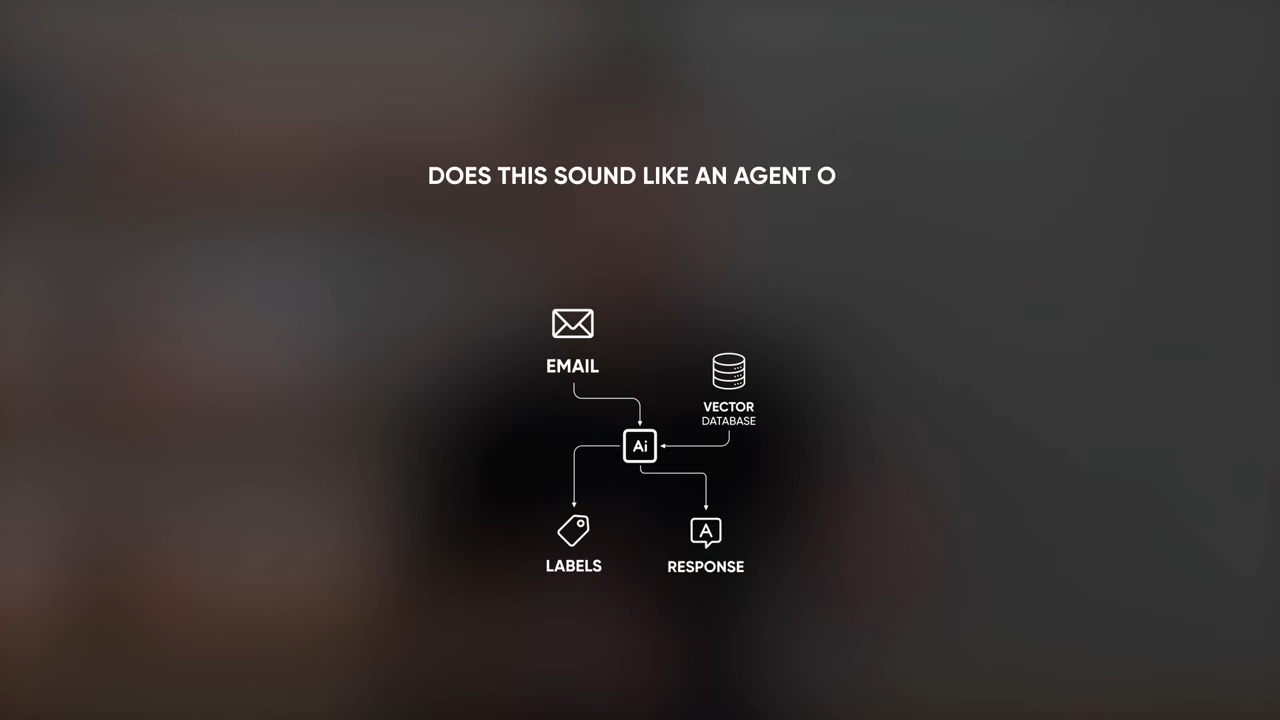 DOES THIS SOUND LIKE AN AGENT O
EMAIL
VECTOR
DATABASE
Ai
A
LABELS
RESPONSE